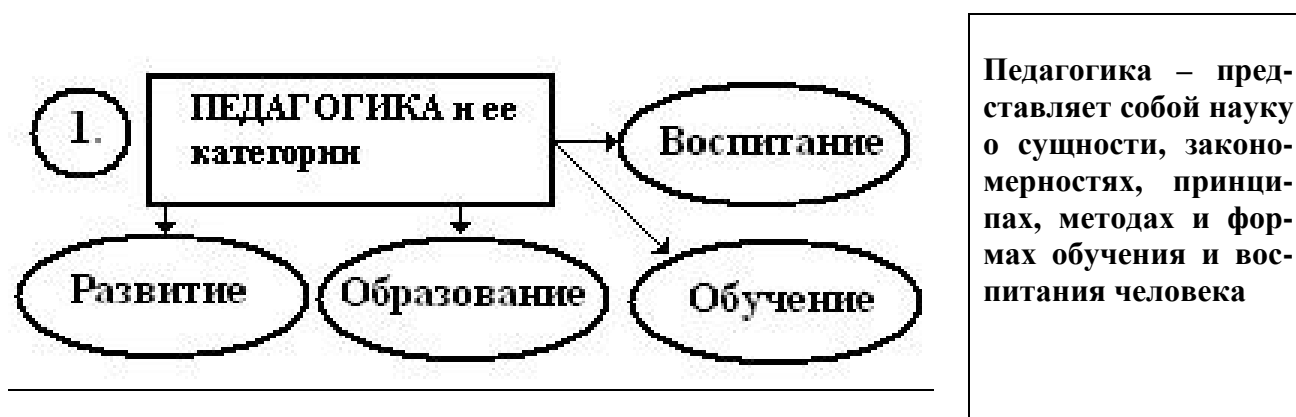 1.
ПЕДАГОГИКА и ее
категории
Воспитание
Развитие
Образование
Обучение
Педагогика – пред-
ставляет собой науку
о сущности, законо-
мерностях, принци-
пах, методах и фор-
мах обучения и вос-
питания человека